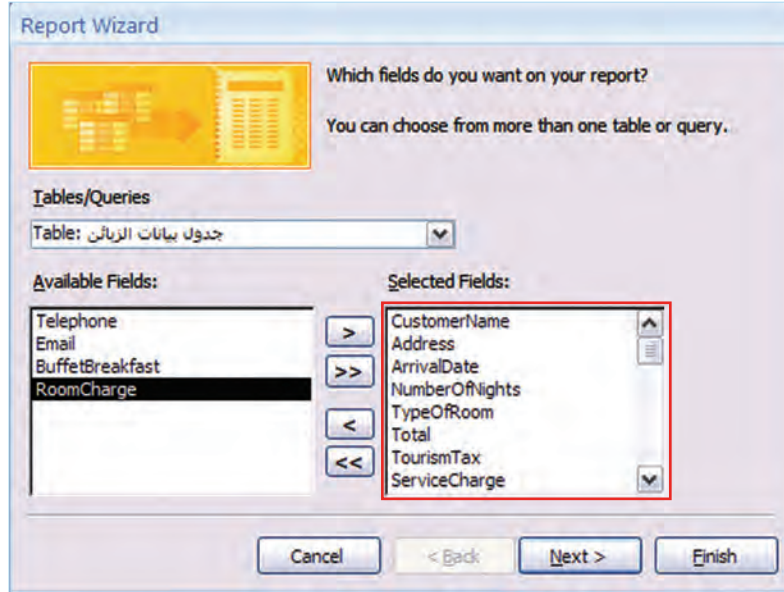 Report Wizard
Which fields do you want on your report?
You can choose from more than one table or query.
Tables/Queries
Table: جدول بيانات الزبائن
Available Fields:
Telephone
Email
BuffetBreakfast
RoomCharge
>
>>
<
<<
Selected Fields:
CustomerName
Address
ArrivalDate
NumberOfNights
TypeOfRoom
Total
TourismTax
ServiceCharge
Cancel
< Back
Next >
Finish